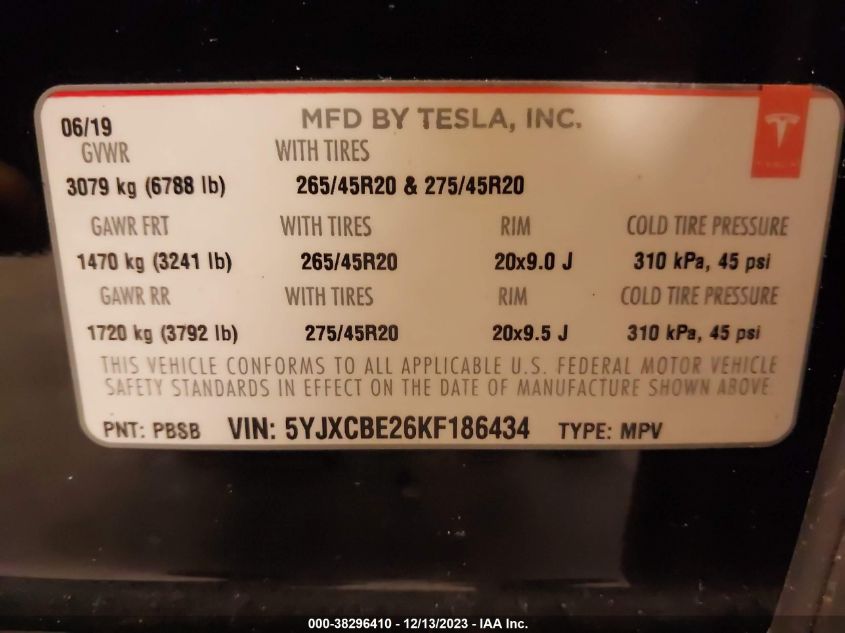 06/19 MFD BY TESLA, INC.
GVWR WITH TIRES
3079 kg (6788 lb) 265/45R20 & 275/45R20
GAWR FRT WITH TIRES RIM COLD TIRE PRESSURE
1470 kg (3241 lb) 265/45R20 20x9.0 J 310 kPa, 45 psi
GAWR RR WITH TIRES RIM COLD TIRE PRESSURE
1720 kg (3792 lb) 275/45R20 20x9.5 J 310 kPa, 45 psi
THIS VEHICLE CONFORMS TO ALL APPLICABLE U.S. FEDERAL MOTOR VEHICLE
SAFETY STANDARDS IN EFFECT ON THE DATE OF MANUFACTURE SHOWN ABOVE
PNT: PBSB VIN: 5YJXCBE26KF186434 TYPE: MPV
000-38296410 - 12/13/2023 - IAA Inc.